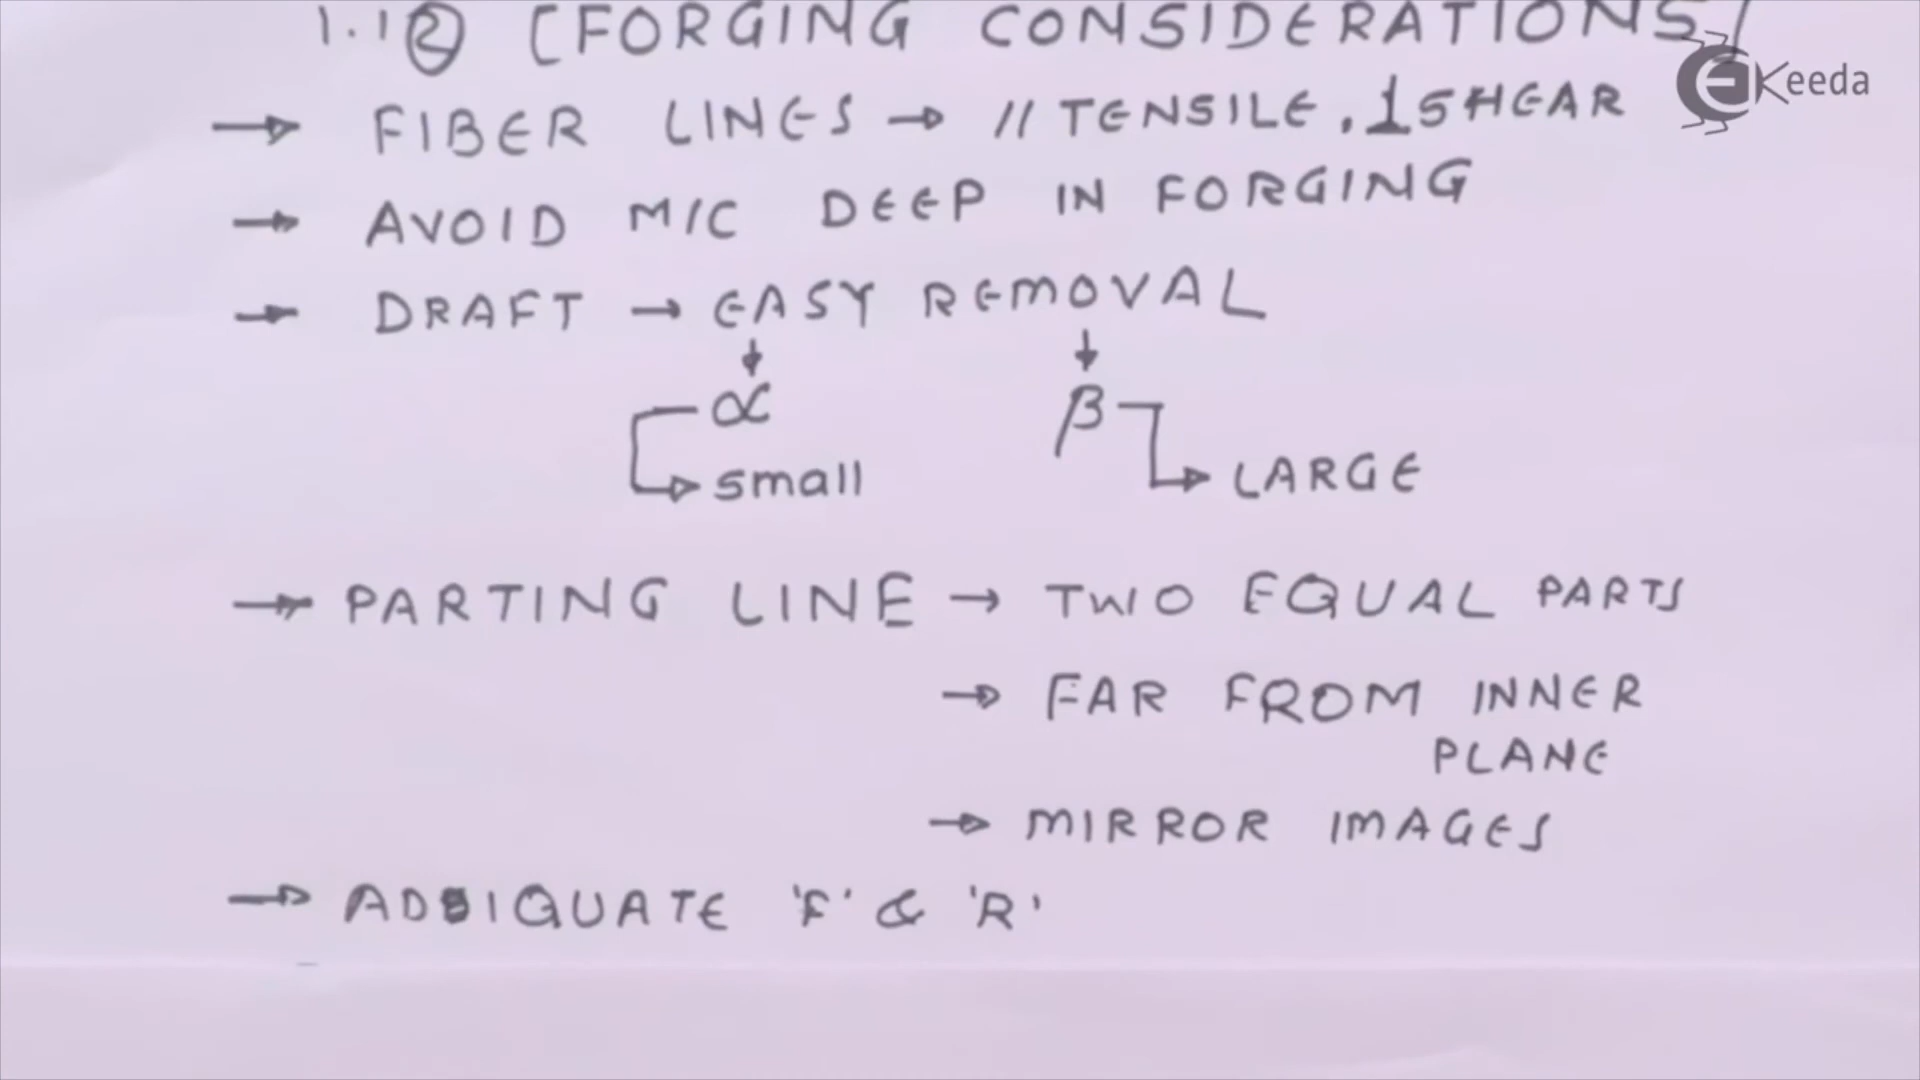 1.1② [FORGING CONSIDERATIONS]
Keeda
→ FIBER LINES → // TENSILE, ⊥ SHEAR
→ AVOID M/C DEEP IN FORGING
→ DRAFT → EASY REMOVAL
↓ ↓
α β
→ small → LARGE
→ PARTING LINE → TWO EQUAL PARTS
→ FAR FROM INNER
PLANE
→ MIRROR IMAGES
→ ADIQUATE 'F' & 'R'